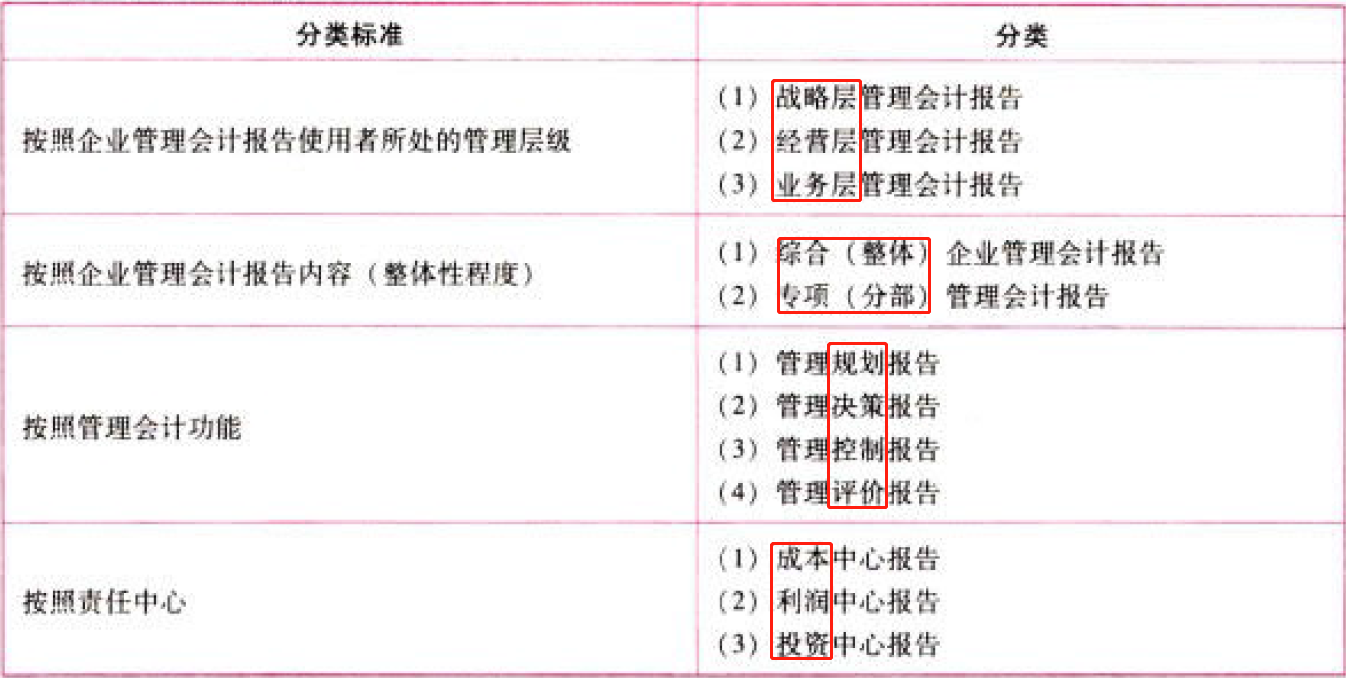 分类标准
分类
按照企业管理会计报告使用者所处的管理层级
（1）战略层管理会计报告
（2）经营层管理会计报告
（3）业务层管理会计报告
按照企业管理会计报告内容（整体性程度）
（1）综合（整体）企业管理会计报告
（2）专项（分部）管理会计报告
按照管理会计功能
（1）管理规划报告
（2）管理决策报告
（3）管理控制报告
（4）管理评价报告
按照责任中心
（1）成本中心报告
（2）利润中心报告
（3）投资中心报告